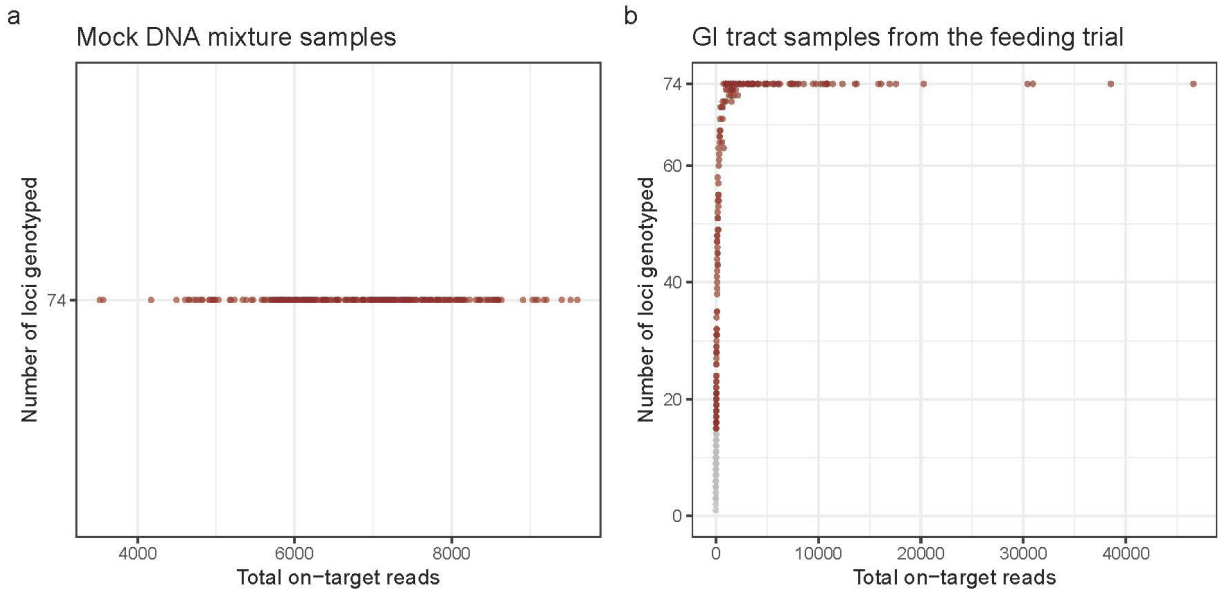 a
Mock DNA mixture samples
Number of loci genotyped
74
4000 6000 8000
Total on−target reads
b
GI tract samples from the feeding trial
Number of loci genotyped
74
60
40
20
0
0 10000 20000 30000 40000
Total on−target reads